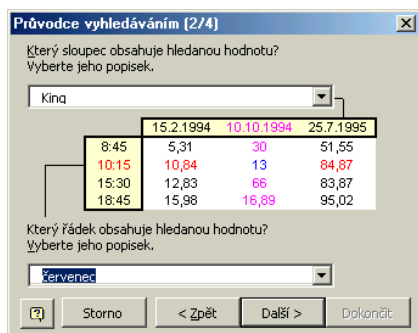 Průvodce vyhledáváním (2/4)
Který sloupec obsahuje hledanou hodnotu?
Vyberte jeho popisek.
King
15.2.1994 10.10.1994 25.7.1995
8:45 5,31 30 51,55
10:15 10,84 13 84,87
15:30 12,83 66 83,87
18:45 15,98 16,89 95,02
Který řádek obsahuje hledanou hodnotu?
Vyberte jeho popisek.
červenec
Storno < Zpět Další > Dokončit